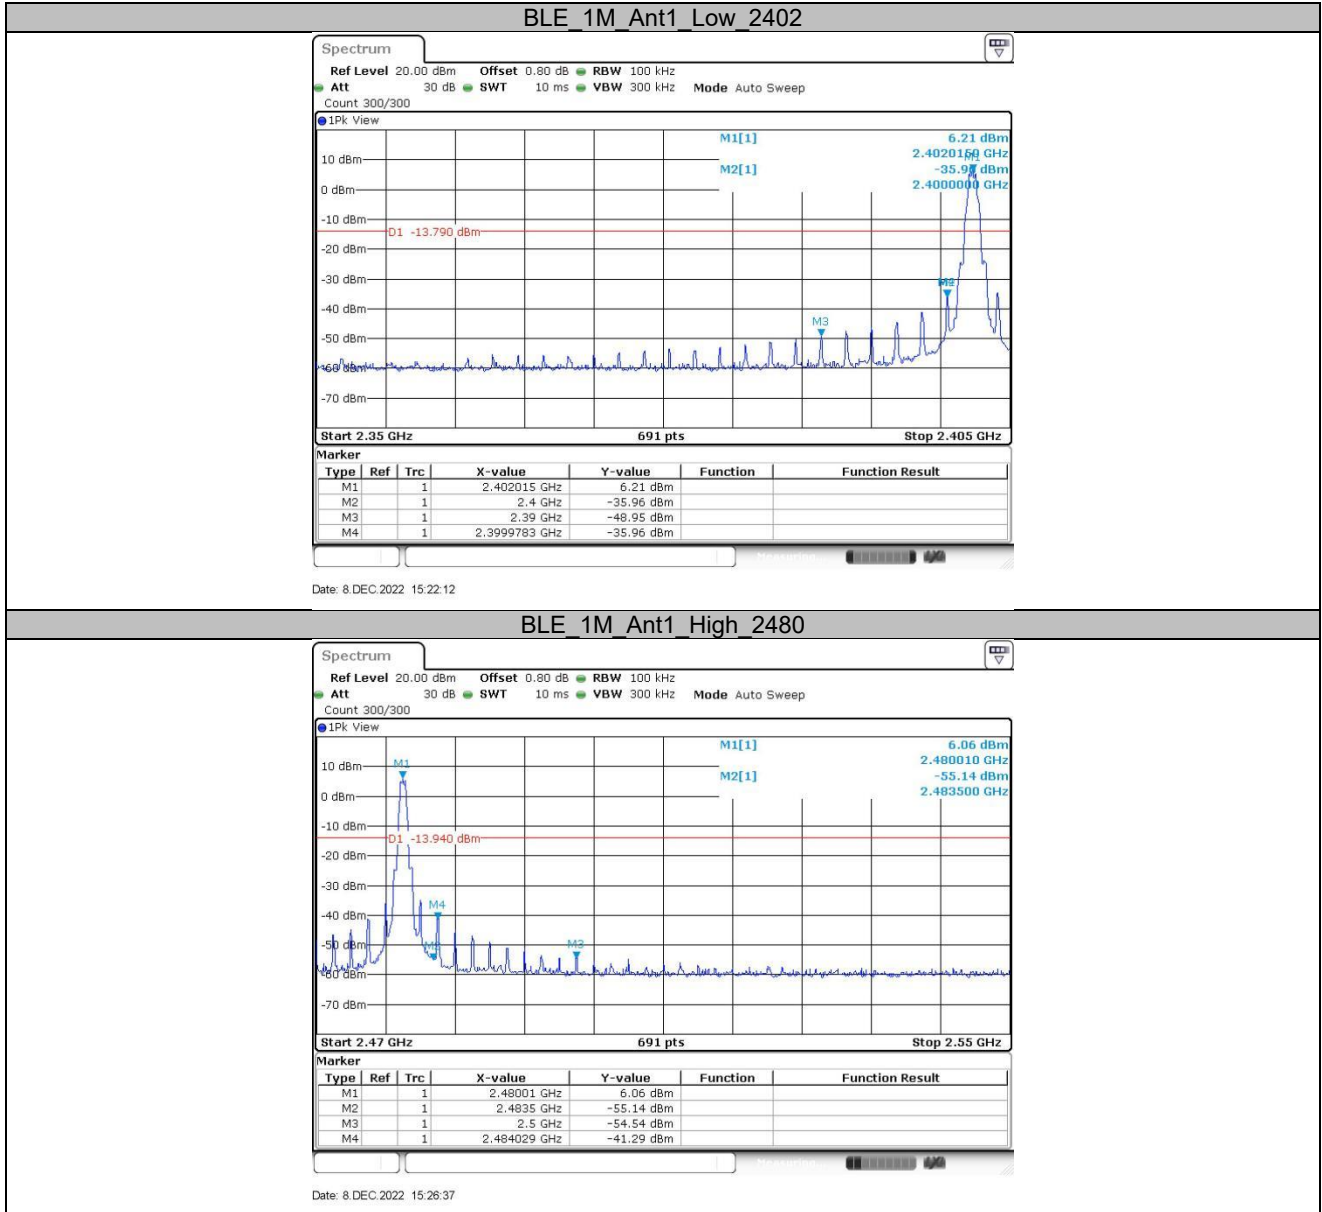 BLE_1M_Ant1_Low_2402
Spectrum
Ref Level 20.00 dBm Offset 0.80 dB RBW 100 kHz
Att 30 dB SWT 10 ms VBW 300 kHz Mode Auto Sweep
Count 300/300
1Pk View
M1[1] 6.21 dBm
2.4020150 GHz
M1
10 dBm
M2[1] -35.96 dBm
2.4000000 GHz
0 dBm
-10 dBm
D1 -13.790 dBm
-20 dBm
-30 dBm
-40 dBm
M3
-50 dBm
-60 dBm
-70 dBm
Start 2.35 GHz 691 pts Stop 2.405 GHz
Marker
Type Ref Trc X-value Y-value Function Function Result
M1 1 2.402015 GHz 6.21 dBm
M2 1 2.4 GHz -35.96 dBm
M3 1 2.39 GHz -48.95 dBm
M4 1 2.3999783 GHz -35.96 dBm
Measuring
Date: 8.DEC.2022 15:22:12
BLE_1M_Ant1_High_2480
Spectrum
Ref Level 20.00 dBm Offset 0.80 dB RBW 100 kHz
Att 30 dB SWT 10 ms VBW 300 kHz Mode Auto Sweep
Count 300/300
1Pk View
M1[1] 6.06 dBm
2.480010 GHz
10 dBm M1
M2[1] -55.14 dBm
2.483500 GHz
0 dBm
-10 dBm
D1 -13.940 dBm
-20 dBm
-30 dBm
M4
-40 dBm
-50 dBm M2 M3
-60 dBm
-70 dBm
Start 2.47 GHz 691 pts Stop 2.55 GHz
Marker
Type Ref Trc X-value Y-value Function Function Result
M1 1 2.48001 GHz 6.06 dBm
M2 1 2.4835 GHz -55.14 dBm
M3 1 2.5 GHz -54.54 dBm
M4 1 2.484029 GHz -41.29 dBm
Measuring
Date: 8.DEC.2022 15:26:37